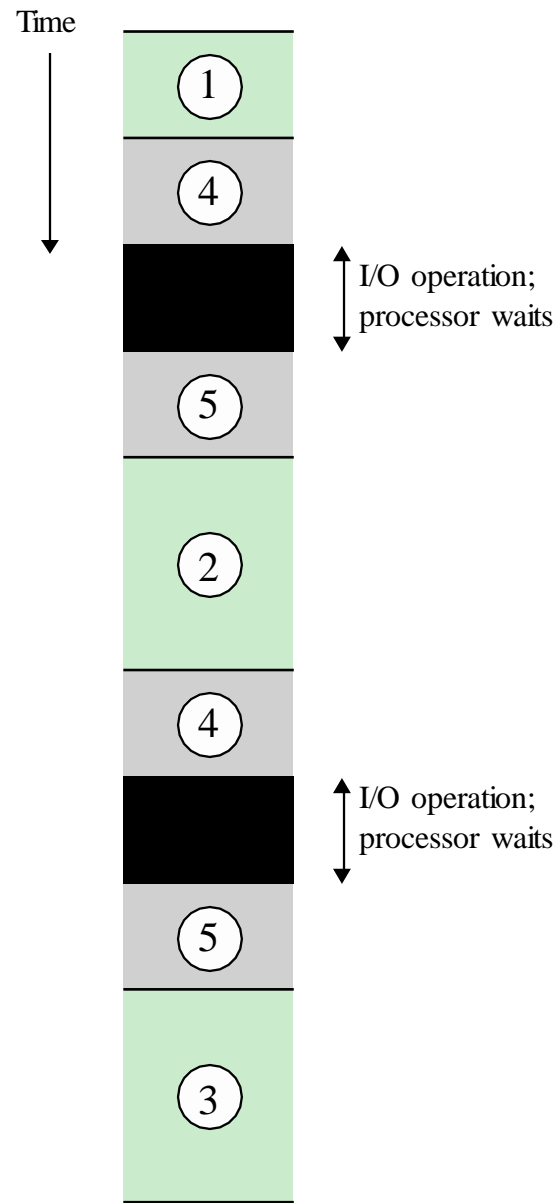 Time
1
4
I/O operation;
processor waits
5
2
4
I/O operation;
processor waits
5
3